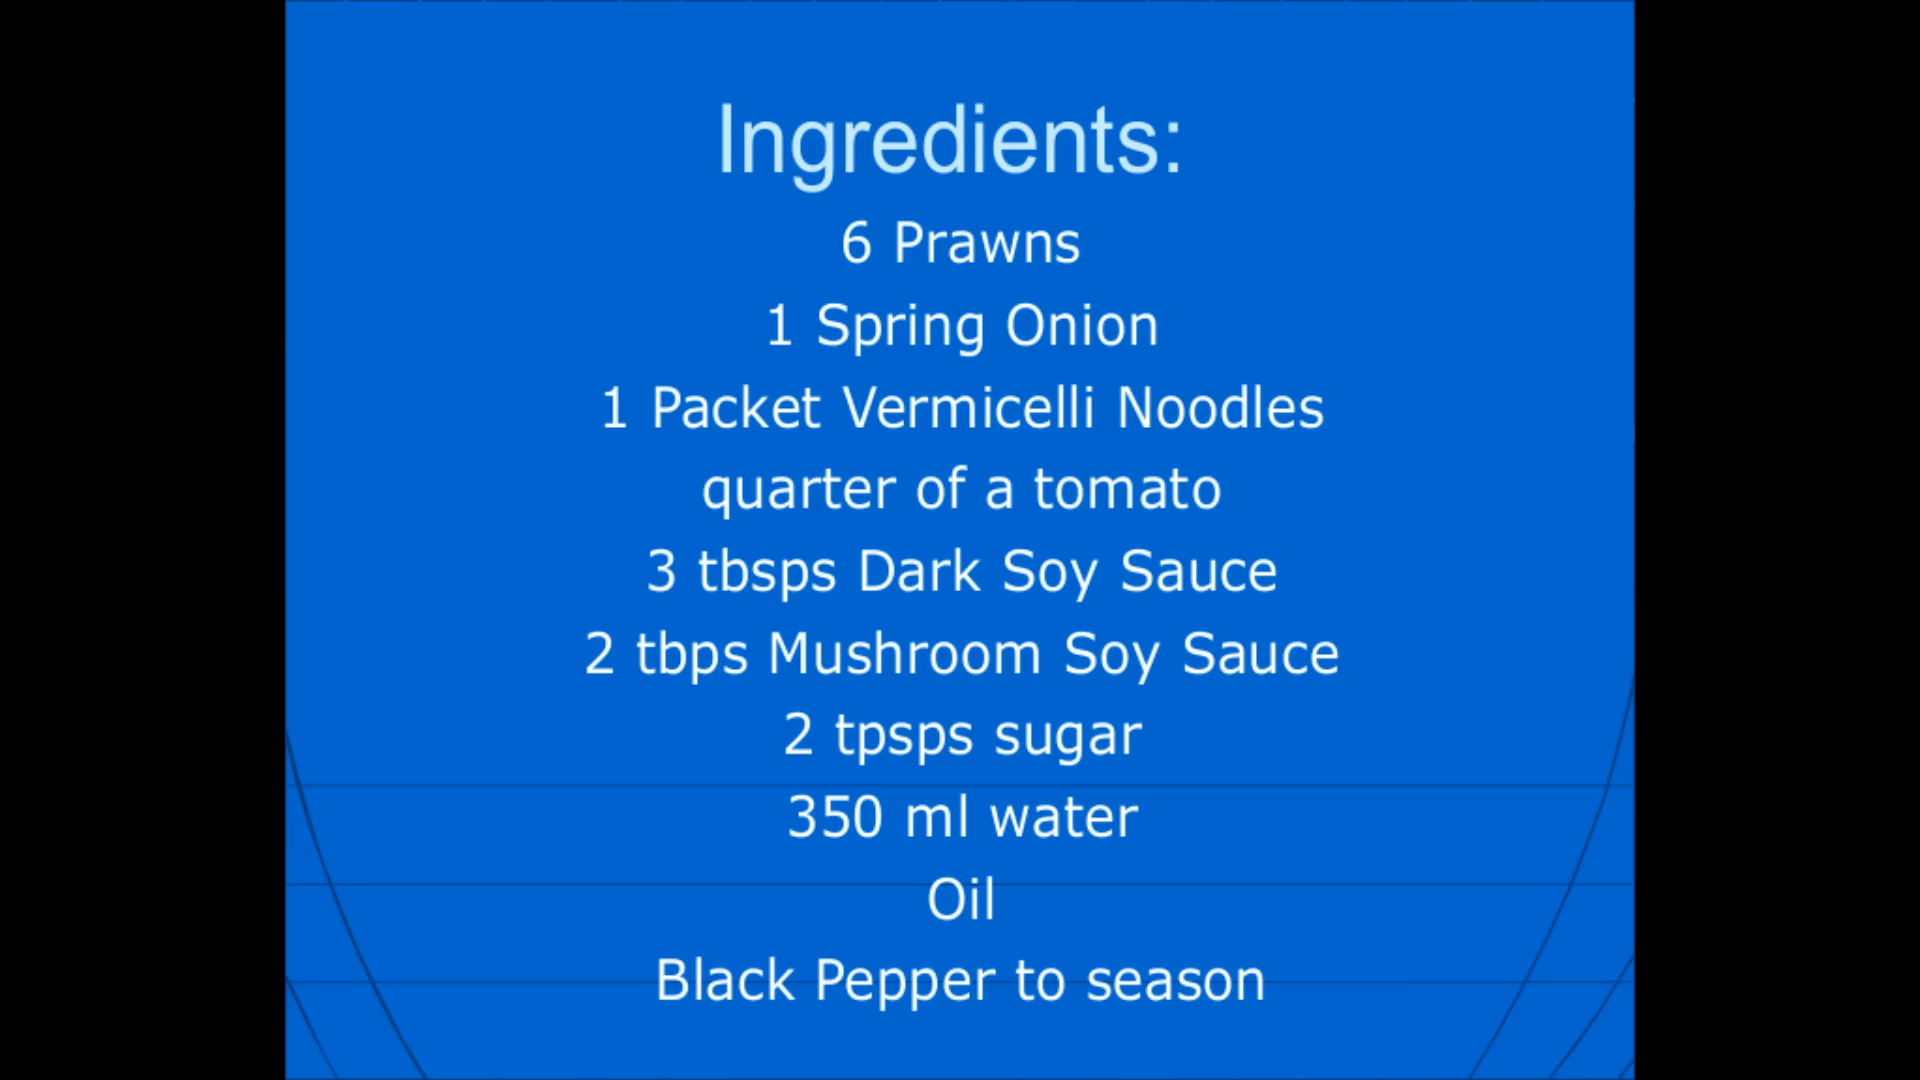 Ingredients:
6 Prawns
1 Spring Onion
1 Packet Vermicelli Noodles
quarter of a tomato
3 tbsps Dark Soy Sauce
2 tbps Mushroom Soy Sauce
2 tpsps sugar
350 ml water
Oil
Black Pepper to season